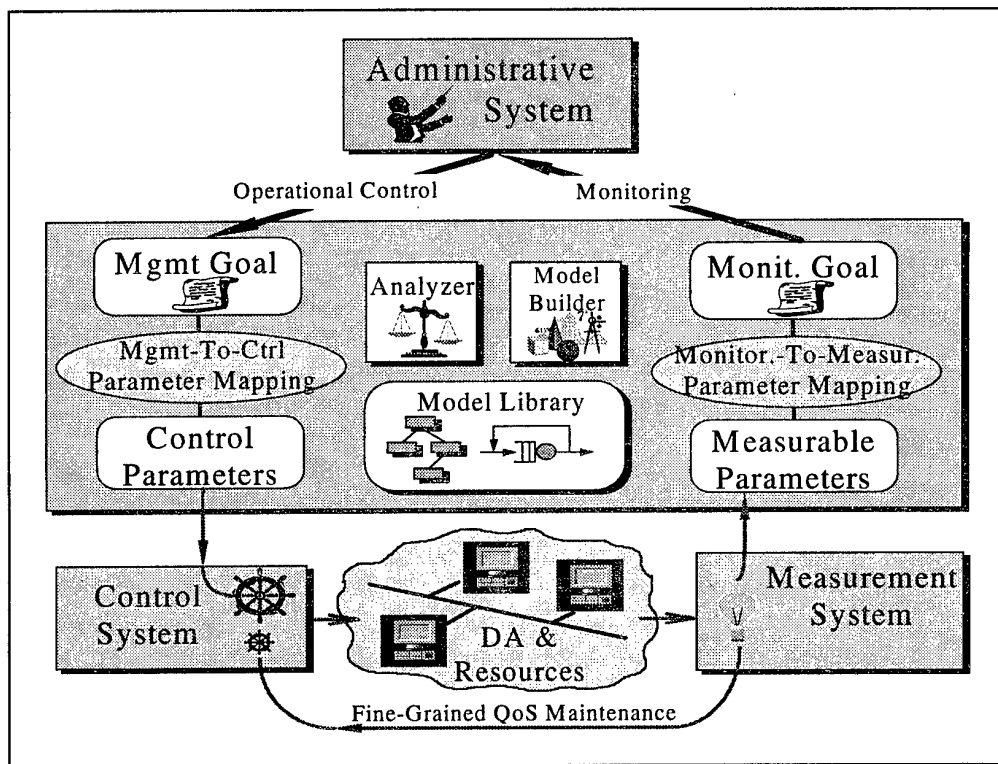 Administrative
System
Operational Control
Monitoring
Mgmt Goal
Analyzer
Model
Builder
Monit. Goal
Mgmt-To-Ctrl
Parameter Mapping
Monitor.-To-Measur.
Parameter Mapping
Model Library
Control
Parameters
Measurable
Parameters
Control
System
DA &
Resources
Measurement
System
Fine-Grained QoS Maintenance